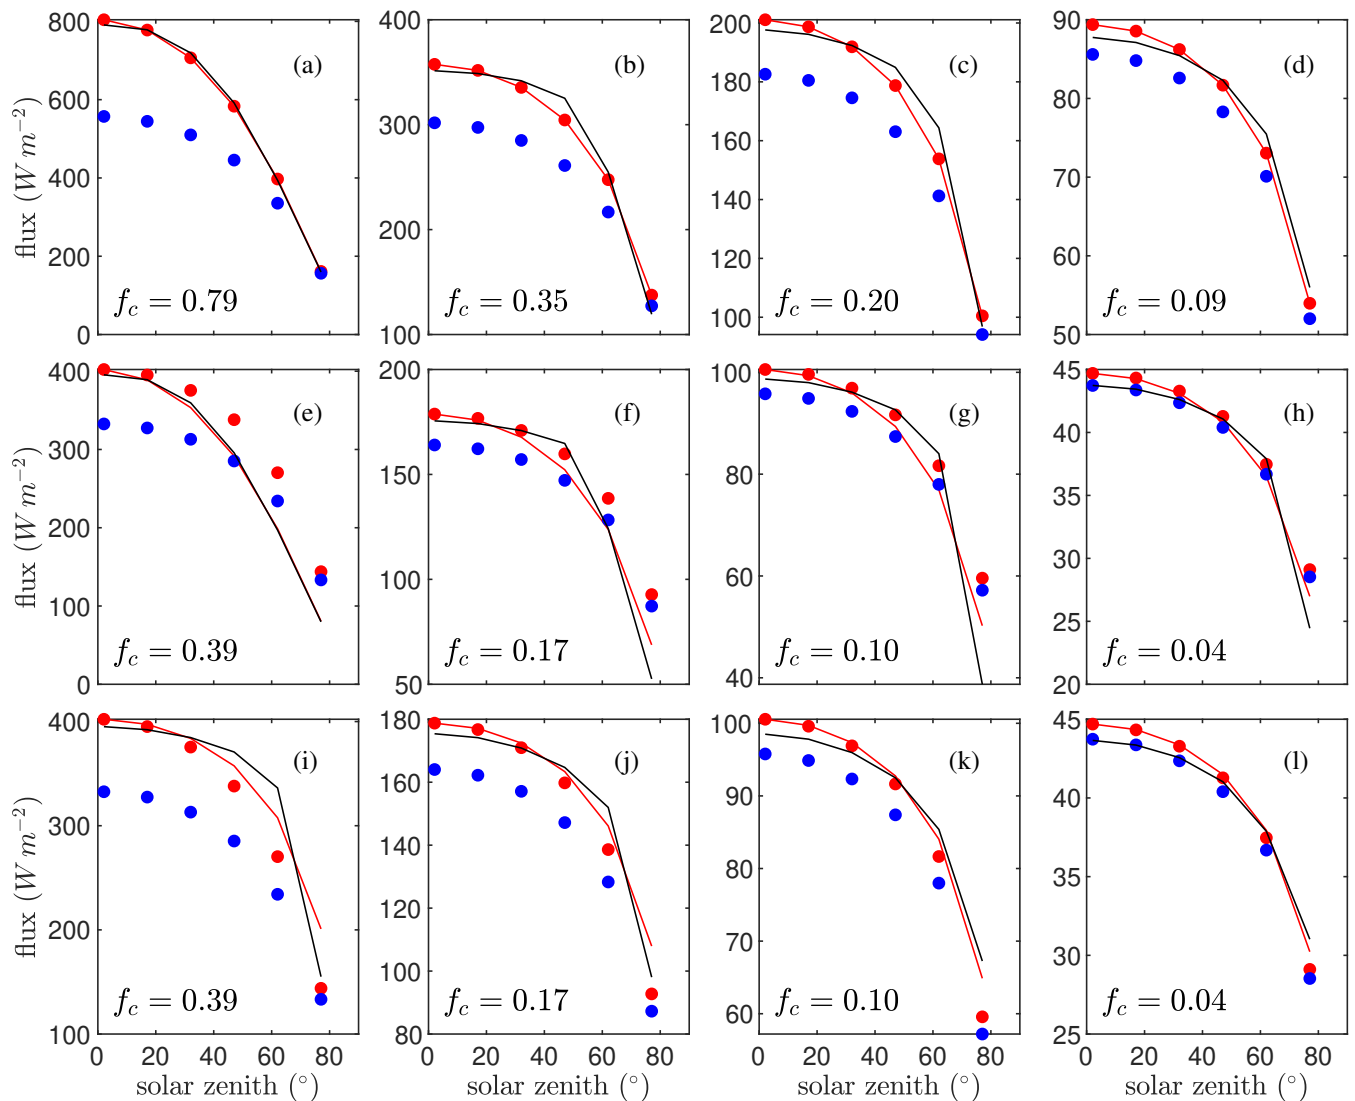 800
600
400
200
0
flux (W m⁻²)
(a)
f_c = 0.79
400
300
200
100
(b)
f_c = 0.35
200
180
160
140
120
100
(c)
f_c = 0.20
90
80
70
60
50
(d)
f_c = 0.09
400
300
200
100
0
flux (W m⁻²)
(e)
f_c = 0.39
200
150
100
50
(f)
f_c = 0.17
100
80
60
40
(g)
f_c = 0.10
45
40
35
30
25
20
(h)
f_c = 0.04
400
300
200
100
flux (W m⁻²)
(i)
f_c = 0.39
0 20 40 60 80
solar zenith (°)
180
160
140
120
100
80
(j)
f_c = 0.17
0 20 40 60 80
solar zenith (°)
100
90
80
70
60
(k)
f_c = 0.10
0 20 40 60 80
solar zenith (°)
45
40
35
30
25
(l)
f_c = 0.04
0 20 40 60 80
solar zenith (°)